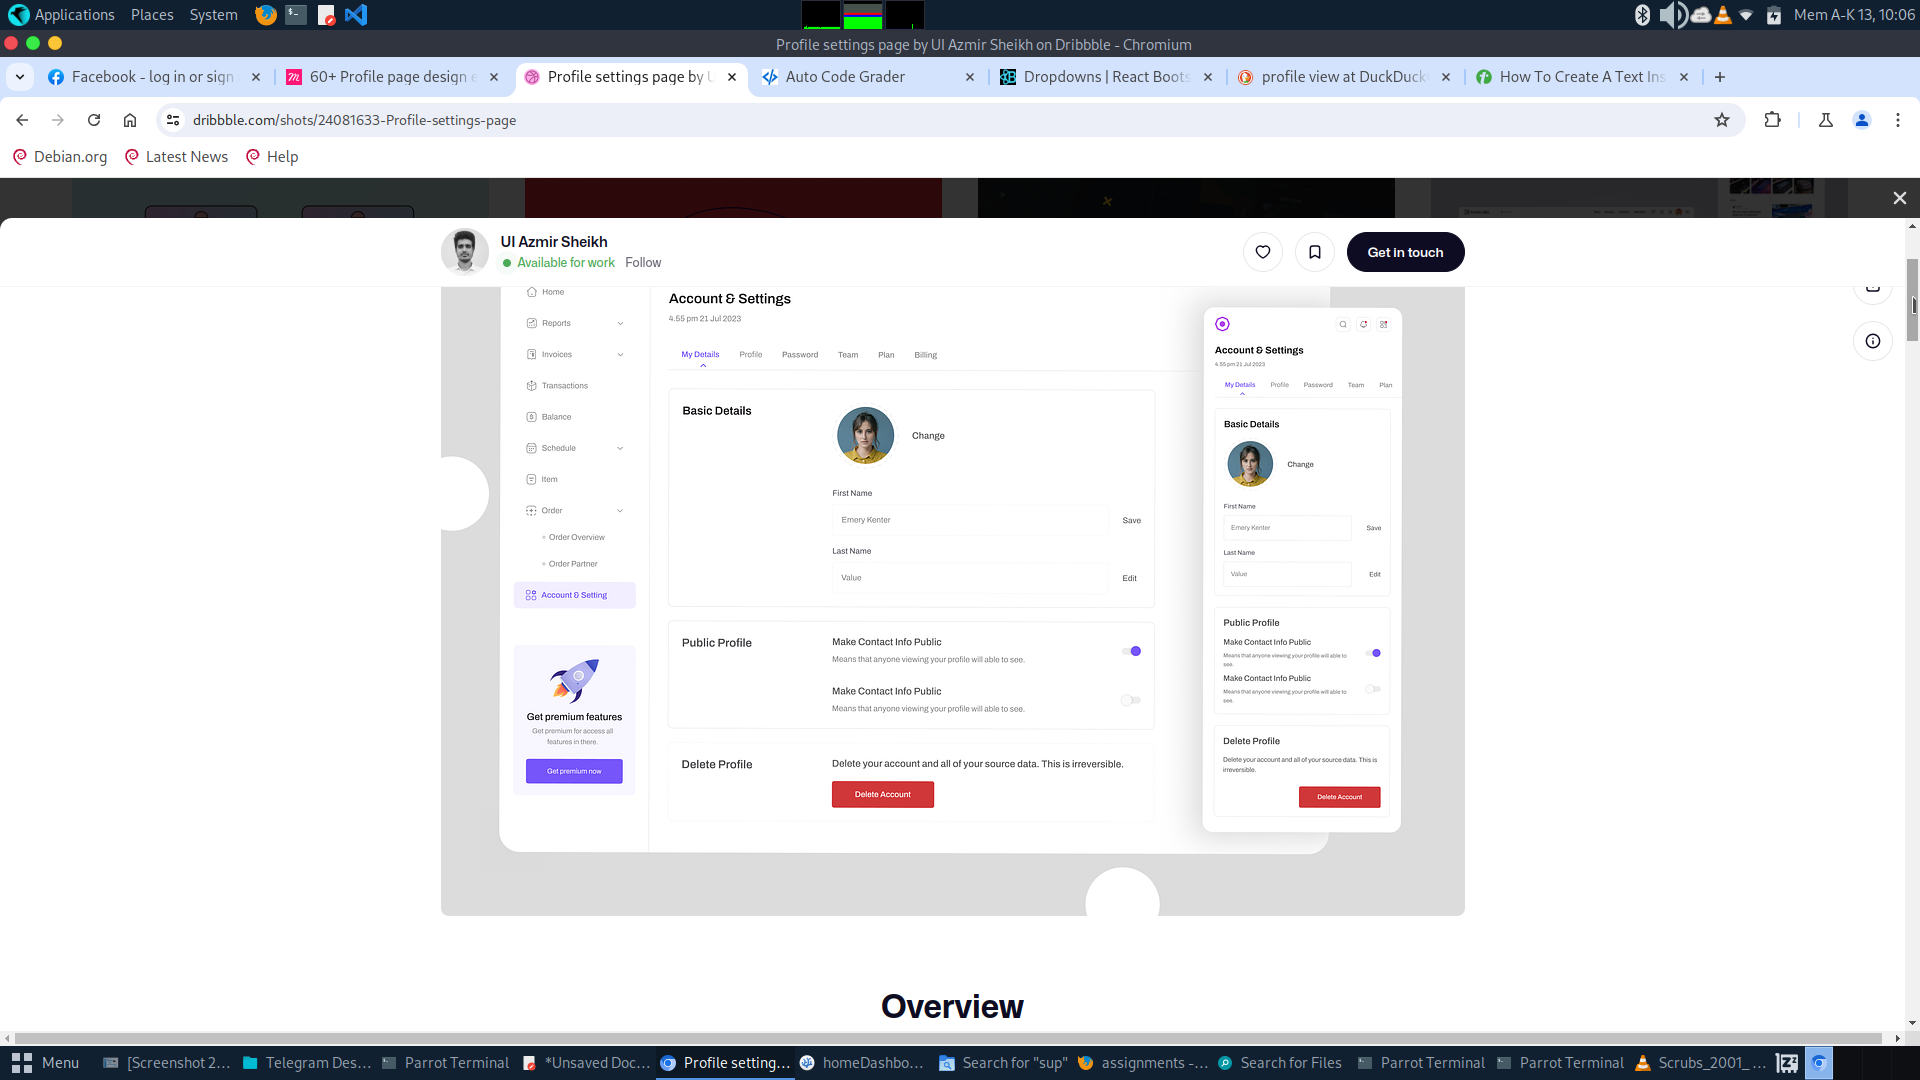 Applications Places System
Mem A-K 13, 10:06
Profile settings page by UI Azmir Sheikh on Dribbble - Chromium
Facebook - log in or sign
60+ Profile page design e
Profile settings page by U
Auto Code Grader
Dropdowns | React Boots
profile view at DuckDuck
How To Create A Text Ins
dribbble.com/shots/24081633-Profile-settings-page
Debian.org
Latest News
Help
UI Azmir Sheikh
Available for work Follow
Get in touch
Home
Reports
Invoices
Transactions
Balance
Schedule
Item
Order
Order Overview
Order Partner
Account & Setting
Get premium features
Get premium for access all
features in there.
Get premium now
Account & Settings
4.55 pm 21 Jul 2023
My Details Profile Password Team Plan Billing
Basic Details
Change
First Name
Emery Kenter
Save
Last Name
Value
Edit
Public Profile
Make Contact Info Public
Means that anyone viewing your profile will able to see.
Make Contact Info Public
Means that anyone viewing your profile will able to see.
Delete Profile
Delete your account and all of your source data. This is irreversible.
Delete Account
Account & Settings
4.55 pm 21 Jul 2023
My Details Profile Password Team Plan
Basic Details
Change
First Name
Emery Kenter
Save
Last Name
Value
Edit
Public Profile
Make Contact Info Public
Means that anyone viewing your profile will able to
see.
Make Contact Info Public
Means that anyone viewing your profile will able to
see.
Delete Profile
Delete your account and all of your source data. This is
irreversible.
Delete Account
Overview
Menu
[Screenshot 2...
Telegram Des...
Parrot Terminal
*Unsaved Doc...
Profile setting...
homeDashbo...
Search for "sup"
assignments -...
Search for Files
Parrot Terminal
Parrot Terminal
Scrubs_2001_...